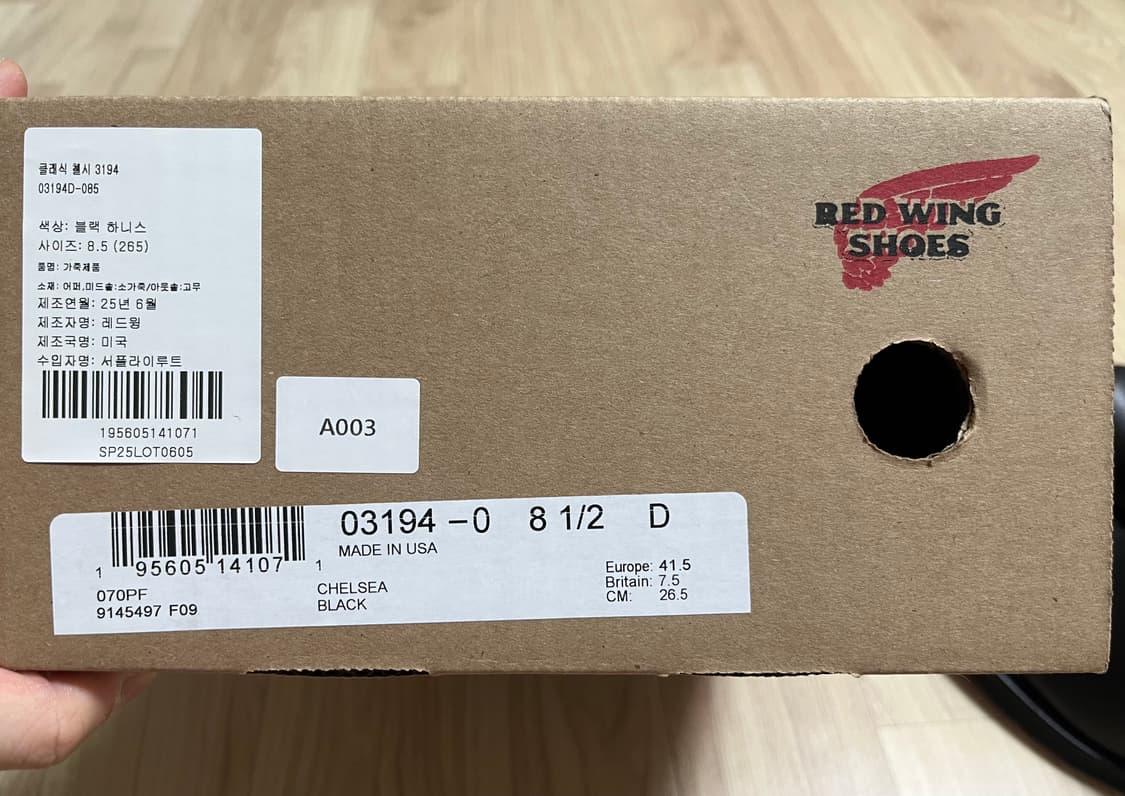 클래식 첼시 3194
03194D-085
색상: 블랙 하니스
사이즈: 8.5 (265)
품명: 가죽제품
소재: 어퍼,미드솔:소가죽/아웃솔:고무
제조연월: 25년 6월
제조자명: 레드윙
제조국명: 미국
수입자명: 서플라이루트
195605141071
SP25LOT0605
A003
RED WING
SHOES
03194-0 8 1/2 D
MADE IN USA
1 95605 14107 1
070PF
9145497 F09
CHELSEA
BLACK
Europe: 41.5
Britain: 7.5
CM: 26.5